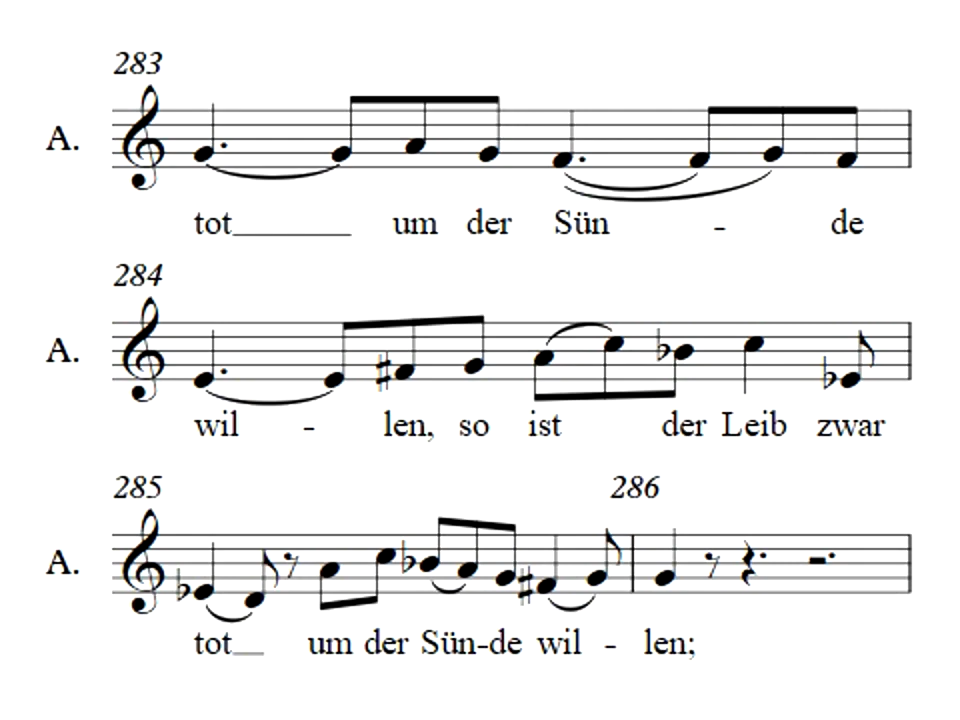 283
A.
tot um der Sün - de
284
A.
wil - len, so ist der Leib zwar
285 286
A.
tot um der Sün-de wil - len;